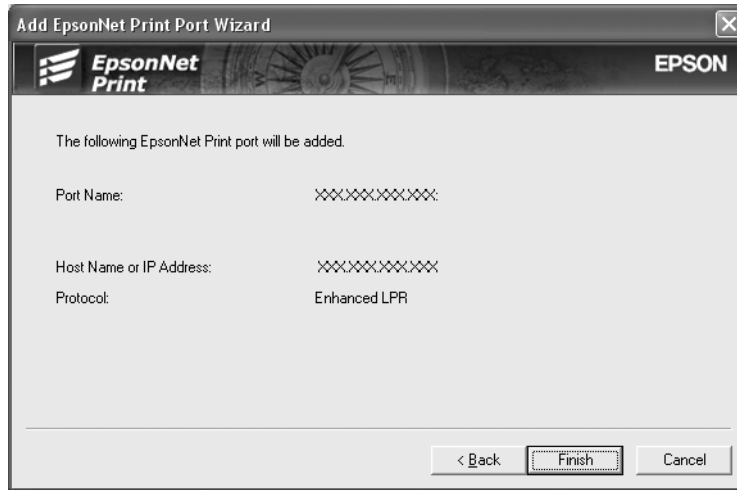 Add EpsonNet Print Port Wizard
EpsonNet
Print
EPSON
The following EpsonNet Print port will be added.
Port Name: XXX.XXX.XXX.XXX:
Host Name or IP Address: XXX.XXX.XXX.XXX
Protocol: Enhanced LPR
< Back Finish Cancel